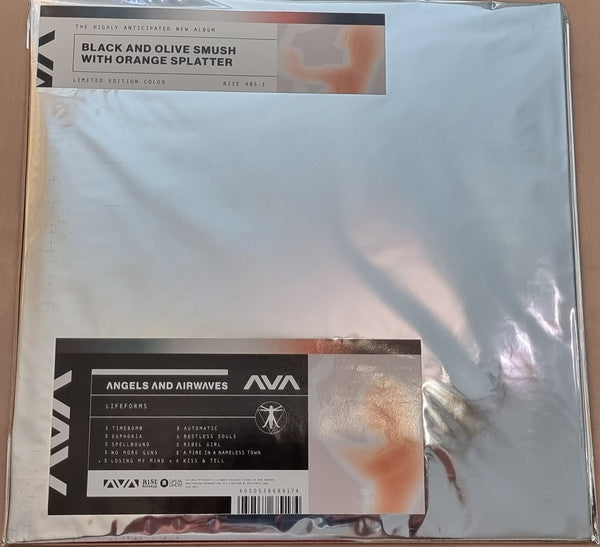 THE HIGHLY ANTICIPATED NEW ALBUM
BLACK AND OLIVE SMUSH
WITH ORANGE SPLATTER
LIMITED EDITION COLOR
RISE 485-1
ANGELS AND AIRWAVES
AVA
LIFEFORMS
TIMEBOMB
EUPHORIA
SPELLBOUND
NO MORE GUNS
LOSING MY MIND
AUTOMATIC
RESTLESS SOULS
REBEL GIRL
A FIRE IN A NAMELESS TOWN
KISS & TELL
AVA
RISE
4050538689174